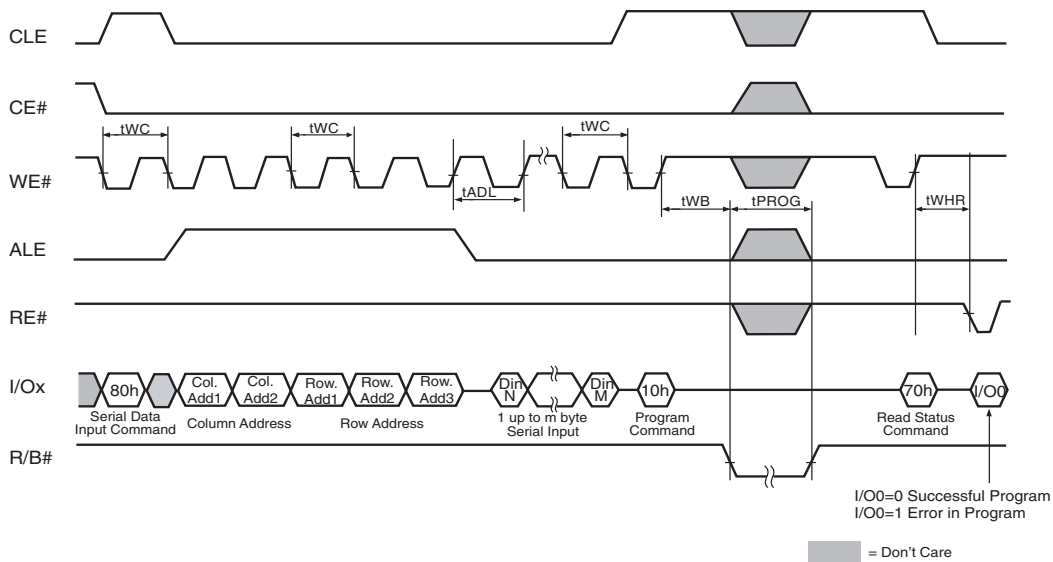 CLE
CE#
tWC
tWC
tWC
WE#
tADL
tWB
tPROG
tWHR
ALE
RE#
I/Ox
80h
Col. Add1
Col. Add2
Row. Add1
Row. Add2
Row. Add3
Din N
Din M
10h
70h
I/O0
Serial Data
Input Command
Column Address
Row Address
1 up to m byte
Serial Input
Program
Command
Read Status
Command
R/B#
I/O0=0 Successful Program
I/O0=1 Error in Program
= Don't Care